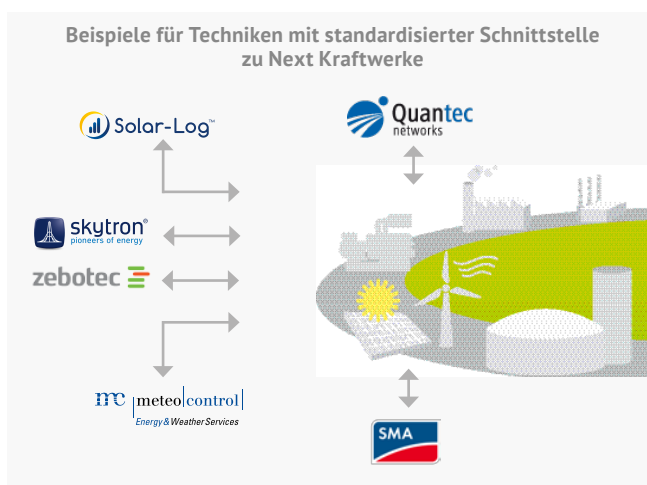 Beispiele für Techniken mit standardisierter Schnittstelle
zu Next Kraftwerke
Solar-Log™
Quantec
networks
skytron®
pioneers of energy
zebotec
mc meteo control
Energy & Weather Services
SMA